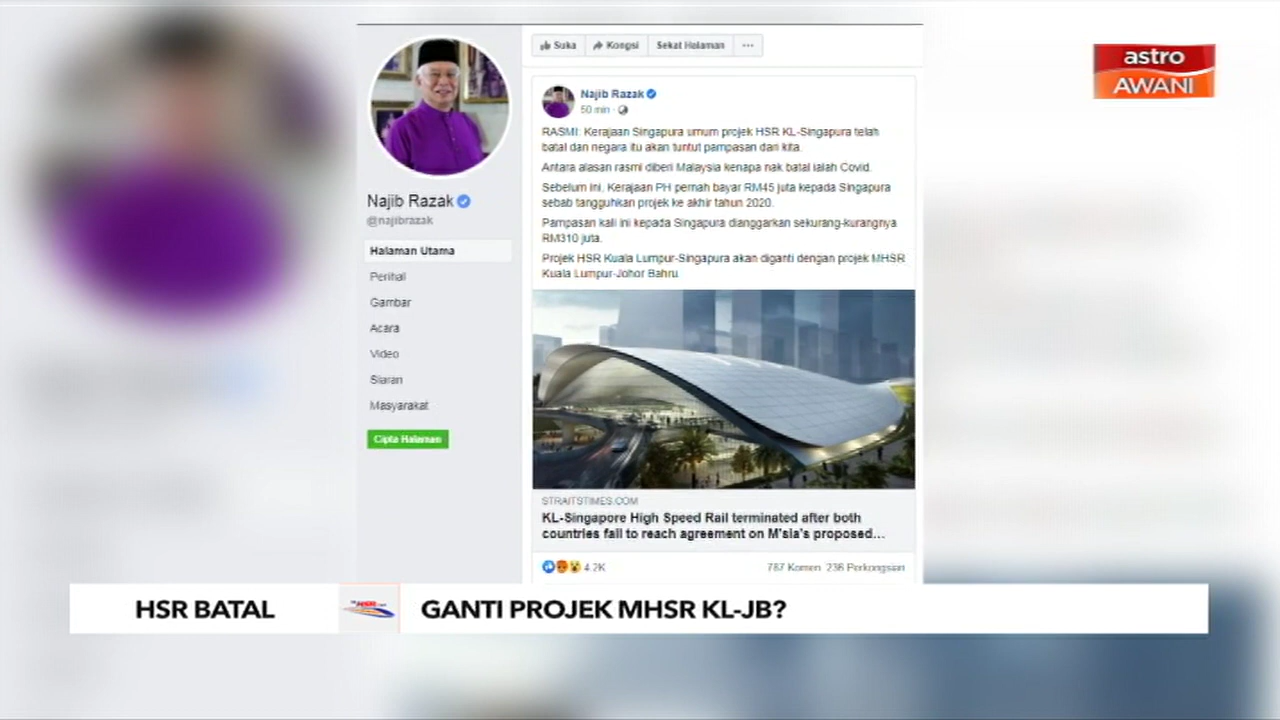 Suka
Kongsi
Sekat Halaman
astro
AWANI
Najib Razak
50 min
RASMI: Kerajaan Singapura umum projek HSR KL-Singapura telah
batal dan negara itu akan tuntut pampasan dari kita.
Antara alasan rasmi diberi Malaysia kenapa nak batal ialah Covid.
Sebelum ini, Kerajaan PH pernah bayar RM45 juta kepada Singapura
sebab tangguhkan projek ke akhir tahun 2020.
Pampasan kali ini kepada Singapura dianggarkan sekurang-kurangnya
RM310 juta.
Projek HSR Kuala Lumpur-Singapura akan diganti dengan projek MHSR
Kuala Lumpur-Johor Bahru.
Najib Razak
@najibrazak
Halaman Utama
Perihal
Gambar
Acara
Video
Siaran
Masyarakat
Cipta Halaman
STRAITSTIMES.COM
KL-Singapore High Speed Rail terminated after both
countries fail to reach agreement on M'sia's proposed...
4.2K
787 Komen 236 Perkongsian
HSR BATAL
HSR
GANTI PROJEK MHSR KL-JB?